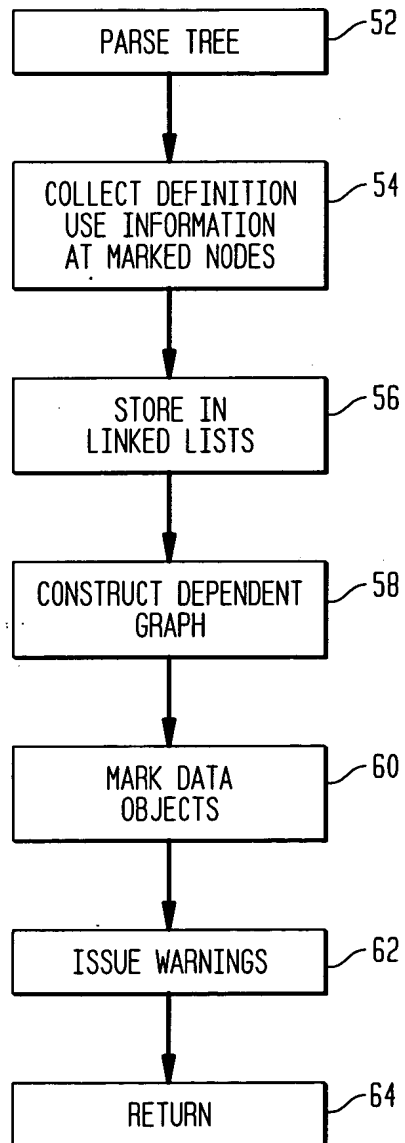 PARSE TREE
52
COLLECT DEFINITION
USE INFORMATION
AT MARKED NODES
54
STORE IN
LINKED LISTS
56
CONSTRUCT DEPENDENT
GRAPH
58
MARK DATA
OBJECTS
60
ISSUE WARNINGS
62
RETURN
64